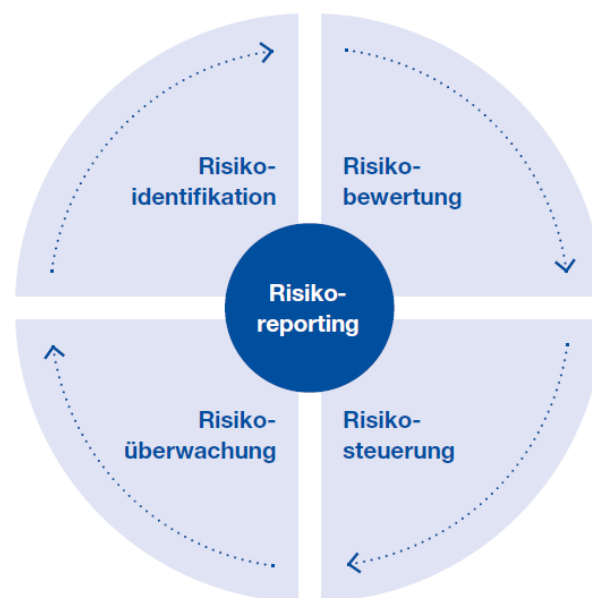 Risiko-
identifikation
Risiko-
bewertung
Risiko-
reporting
Risiko-
überwachung
Risiko-
steuerung